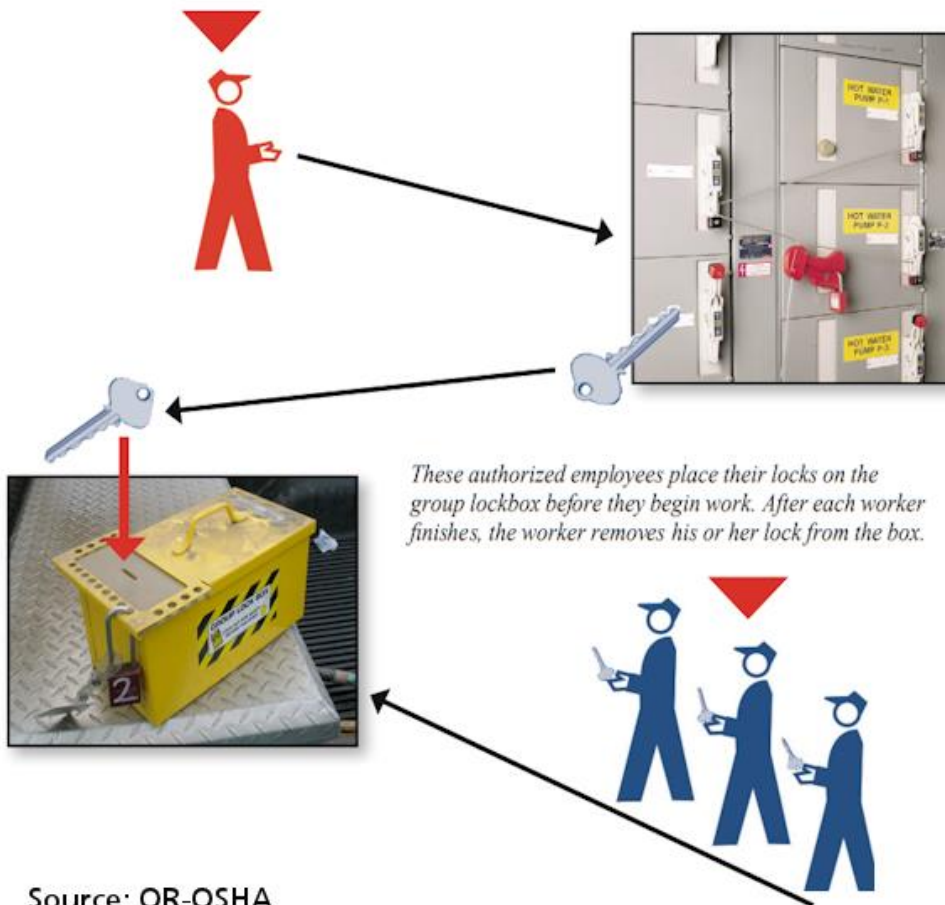 HOT WATER
PUMP P-1
HOT WATER
PUMP P-2
HOT WATER
PUMP P-3
These authorized employees place their locks on the
group lockbox before they begin work. After each worker
finishes, the worker removes his or her lock from the box.
GROUP LOCK BOX
2
Source: OR-OSHA